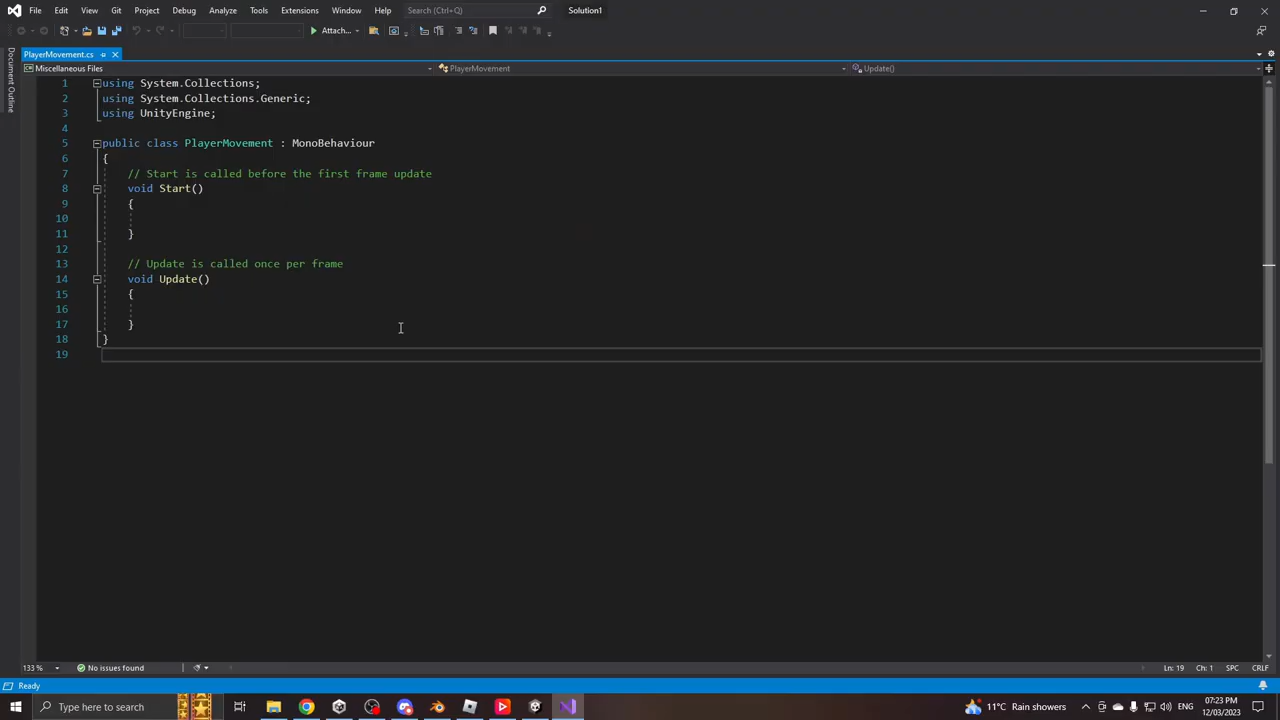 File Edit View Git Project Debug Analyze Tools Extensions Window Help Search (Ctrl+Q) Solution1
Attach...
PlayerMovement.cs
Document Outline
Miscellaneous Files PlayerMovement Update()
1 using System.Collections;
2 using System.Collections.Generic;
3 using UnityEngine;
4
5 public class PlayerMovement : MonoBehaviour
6 {
7 // Start is called before the first frame update
8 void Start()
9 {
10
11 }
12
13 // Update is called once per frame
14 void Update()
15 {
16
17 }
18 }
19
133 % No issues found Ln: 19 Ch: 1 SPC CRLF
Ready
Type here to search 11°C Rain showers ENG 07:23 PM
12/03/2023